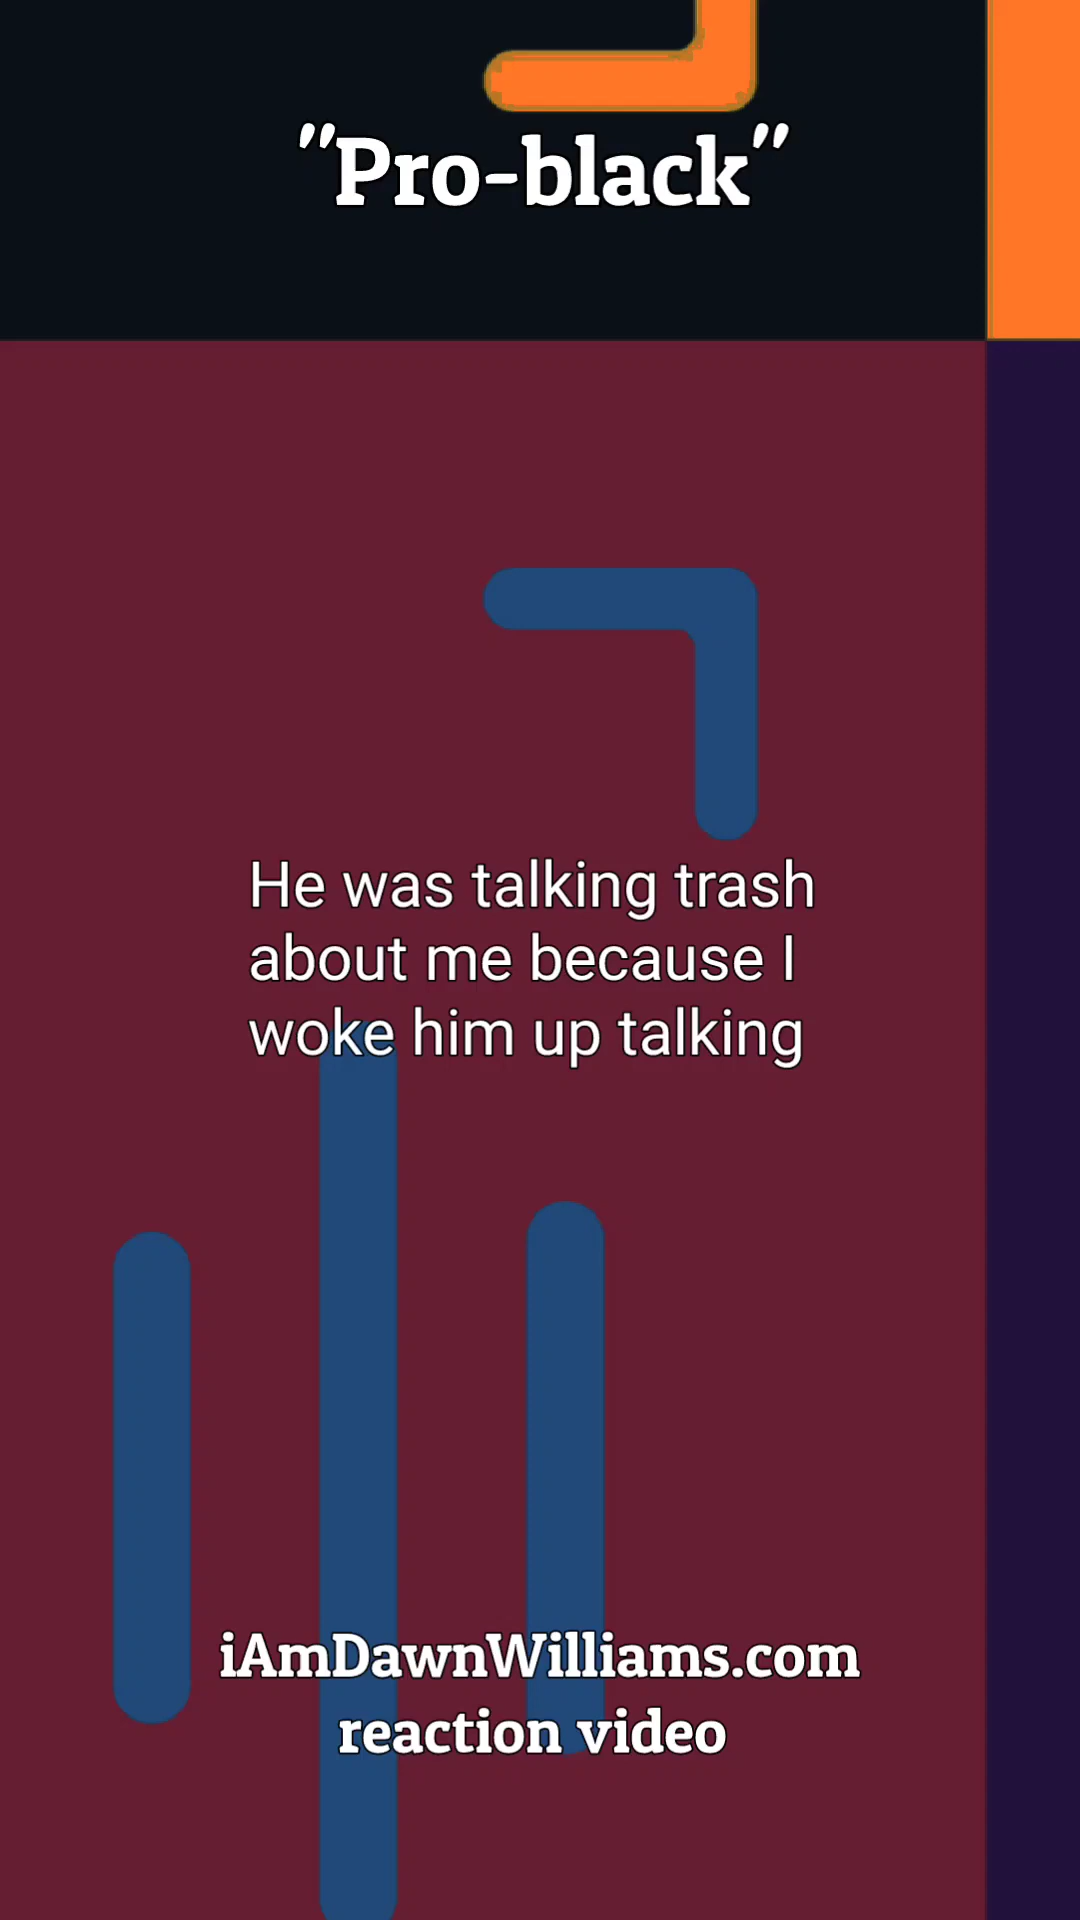 "Pro-black"
He was talking trash
about me because I
woke him up talking
iAmDawnWilliams.com
reaction video